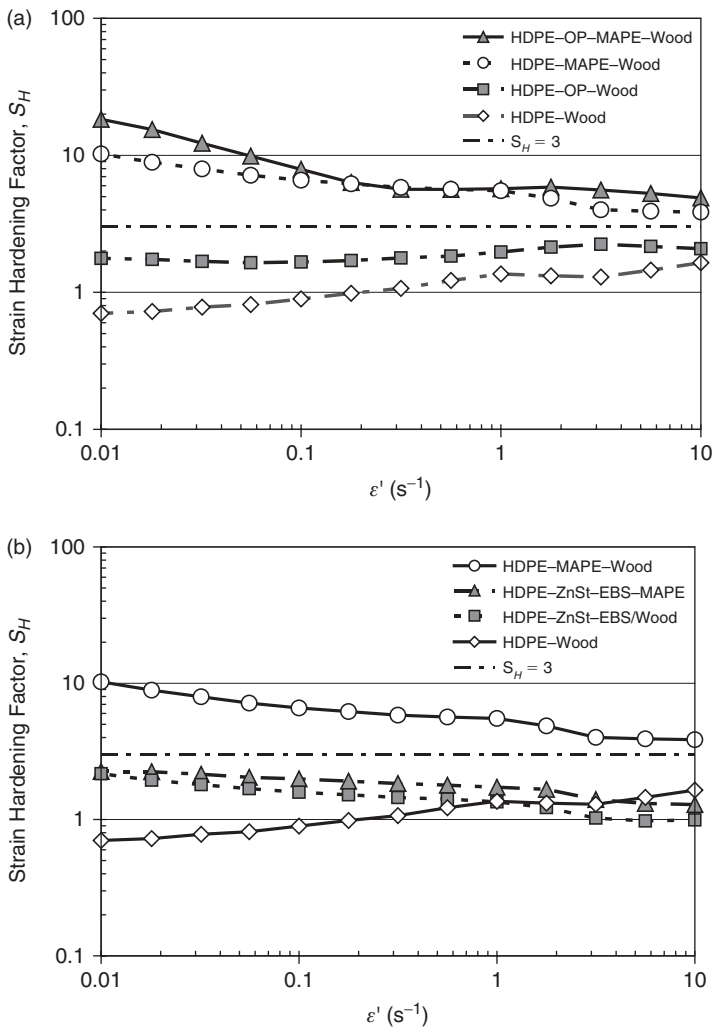 (a)
100
10
1
0.1
Strain Hardening Factor, S_H
HDPE–OP–MAPE–Wood
HDPE–MAPE–Wood
HDPE–OP–Wood
HDPE–Wood
S_H = 3
0.01 0.1 1 10
ε' (s⁻¹)
(b)
100
10
1
0.1
Strain Hardening Factor, S_H
HDPE–MAPE–Wood
HDPE–ZnSt–EBS–MAPE
HDPE–ZnSt–EBS/Wood
HDPE–Wood
S_H = 3
0.01 0.1 1 10
ε' (s⁻¹)